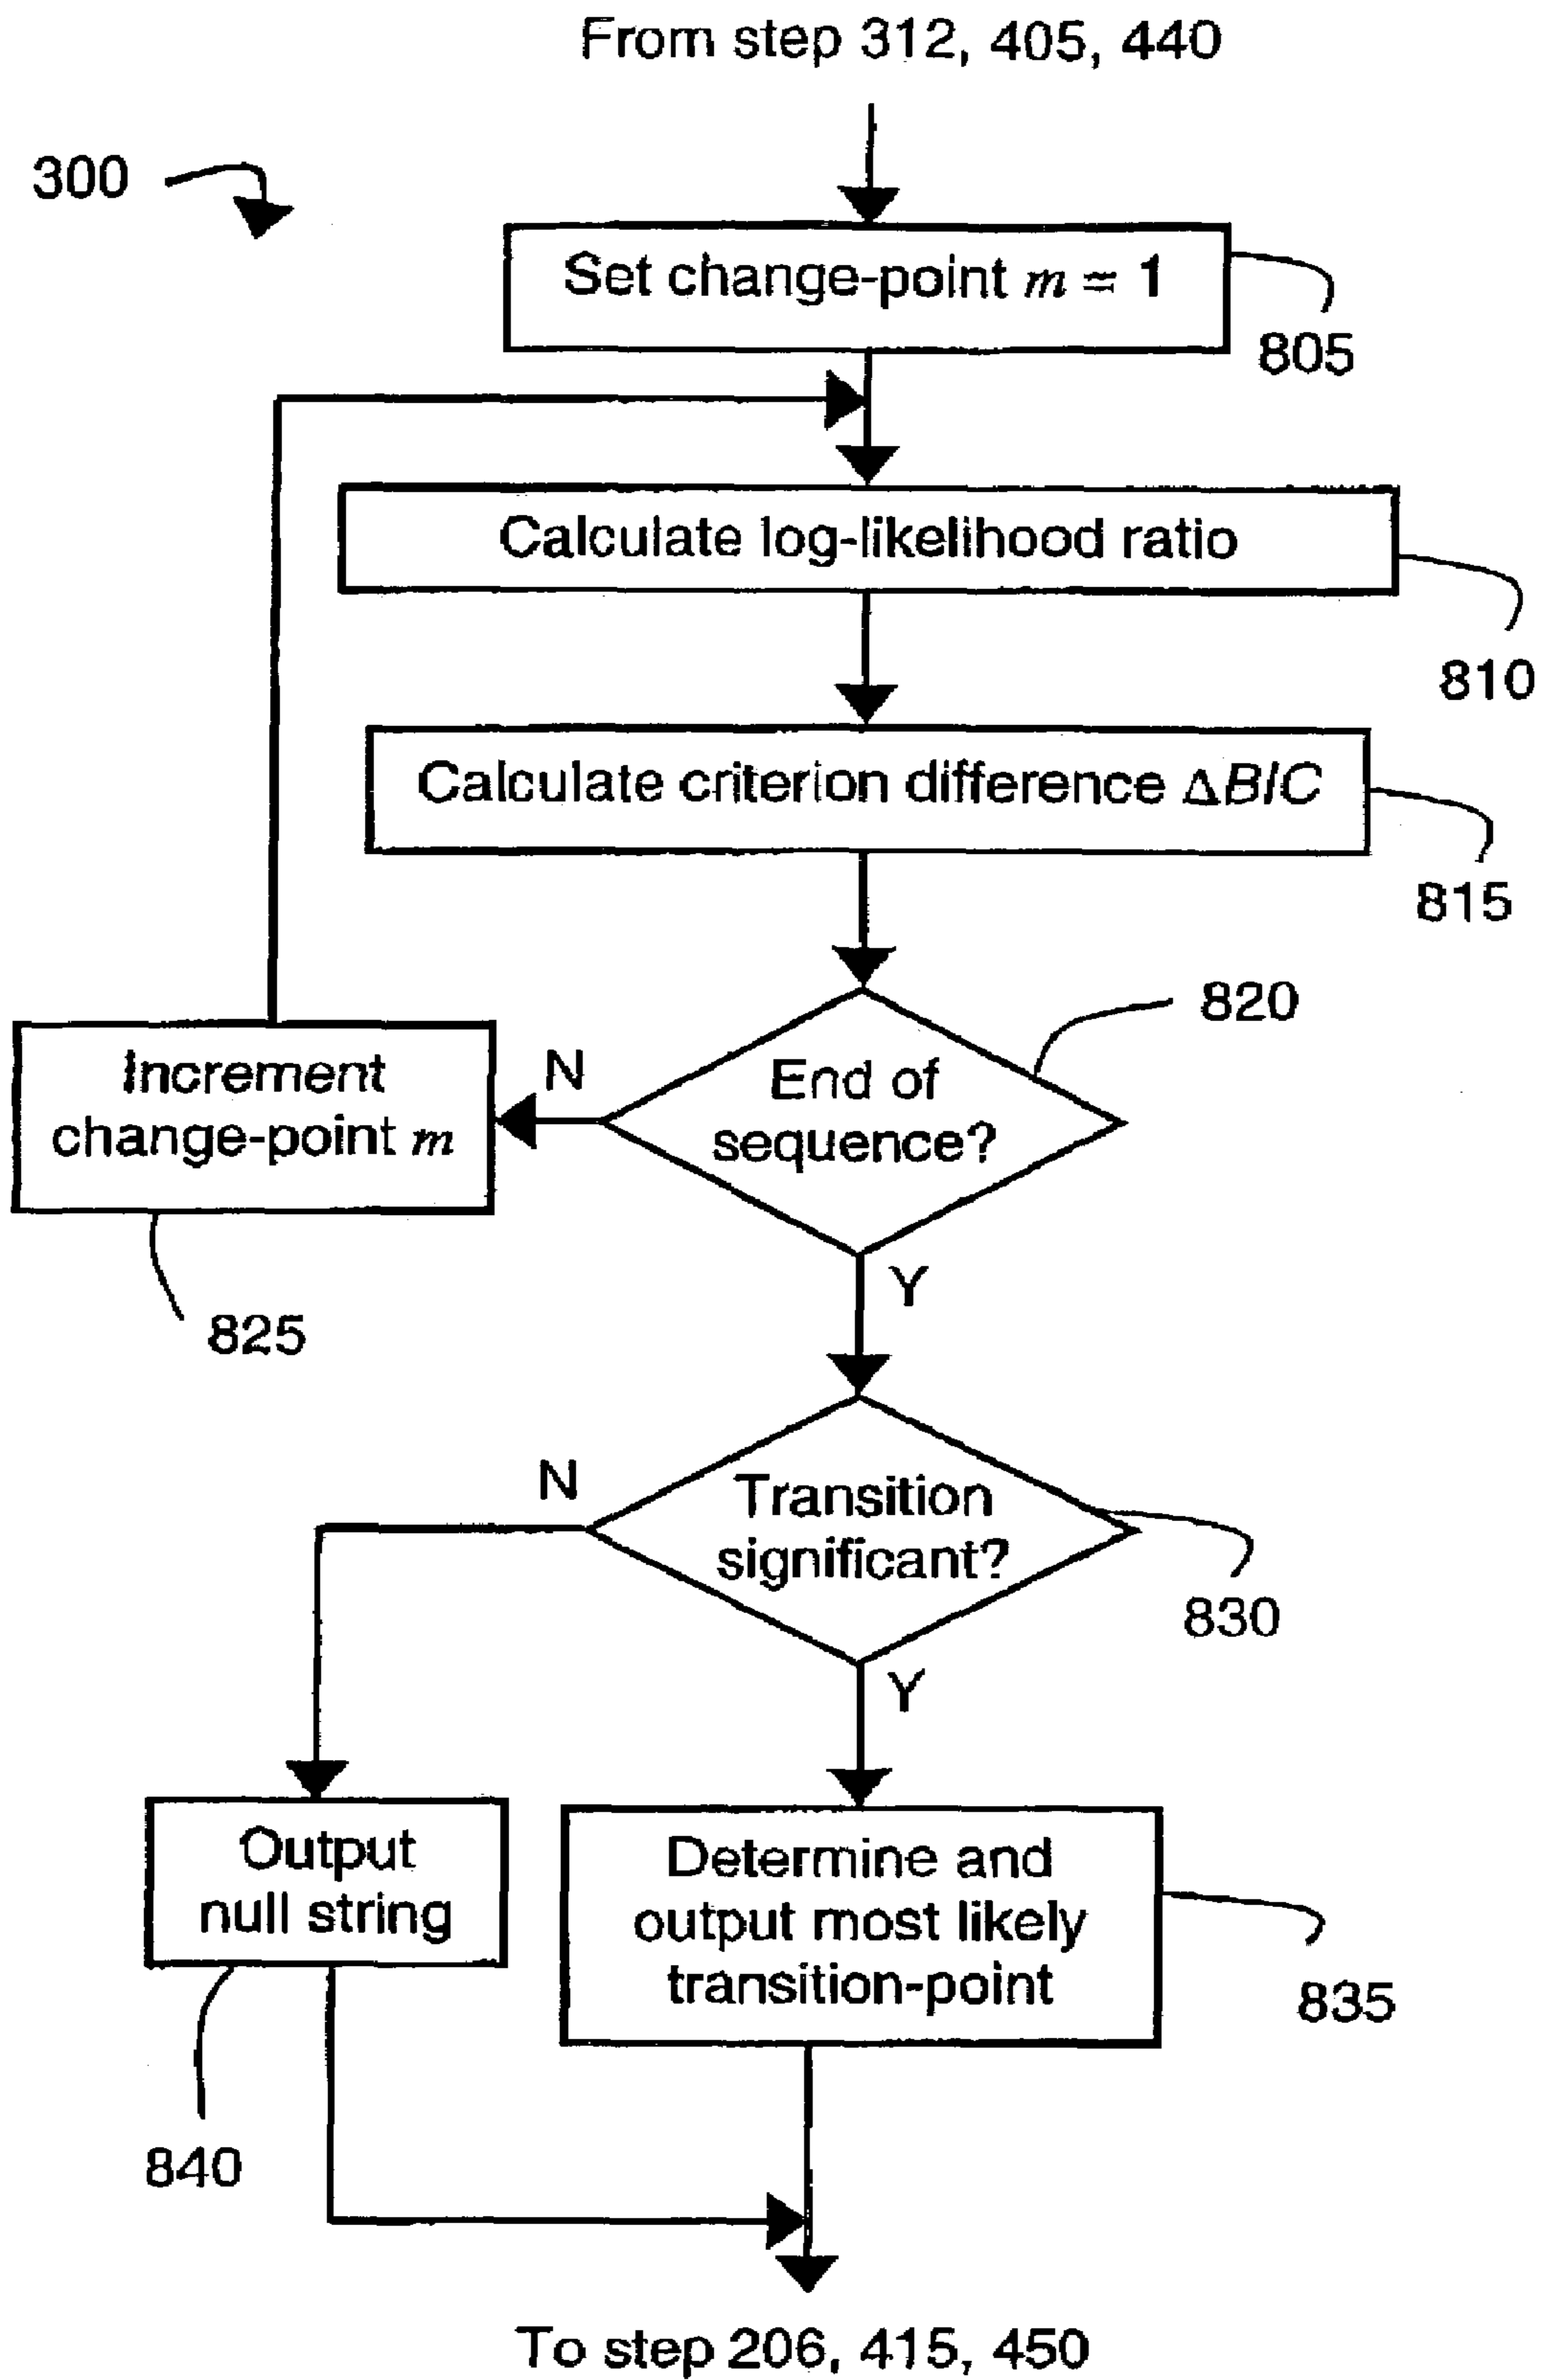 From step 312, 405, 440
300
Set change-point m = 1
805
Calculate log-likelihood ratio
810
Calculate criterion difference ΔBIC
815
820
End of
sequence?
N
Increment
change-point m
825
Y
Transition
significant?
N
830
Y
Output
null string
Determine and
output most likely
transition-point
835
840
To step 206, 415, 450